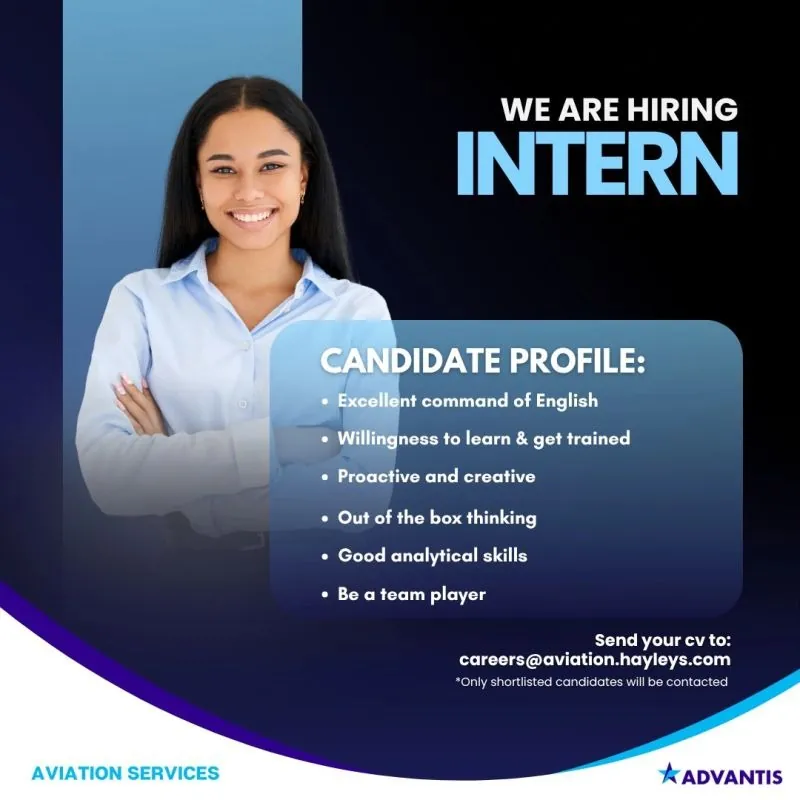 WE ARE HIRING
INTERN
CANDIDATE PROFILE:
• Excellent command of English
• Willingness to learn & get trained
• Proactive and creative
• Out of the box thinking
• Good analytical skills
• Be a team player
Send your cv to:
careers@aviation.hayleys.com
*Only shortlisted candidates will be contacted
AVIATION SERVICES
ADVANTIS